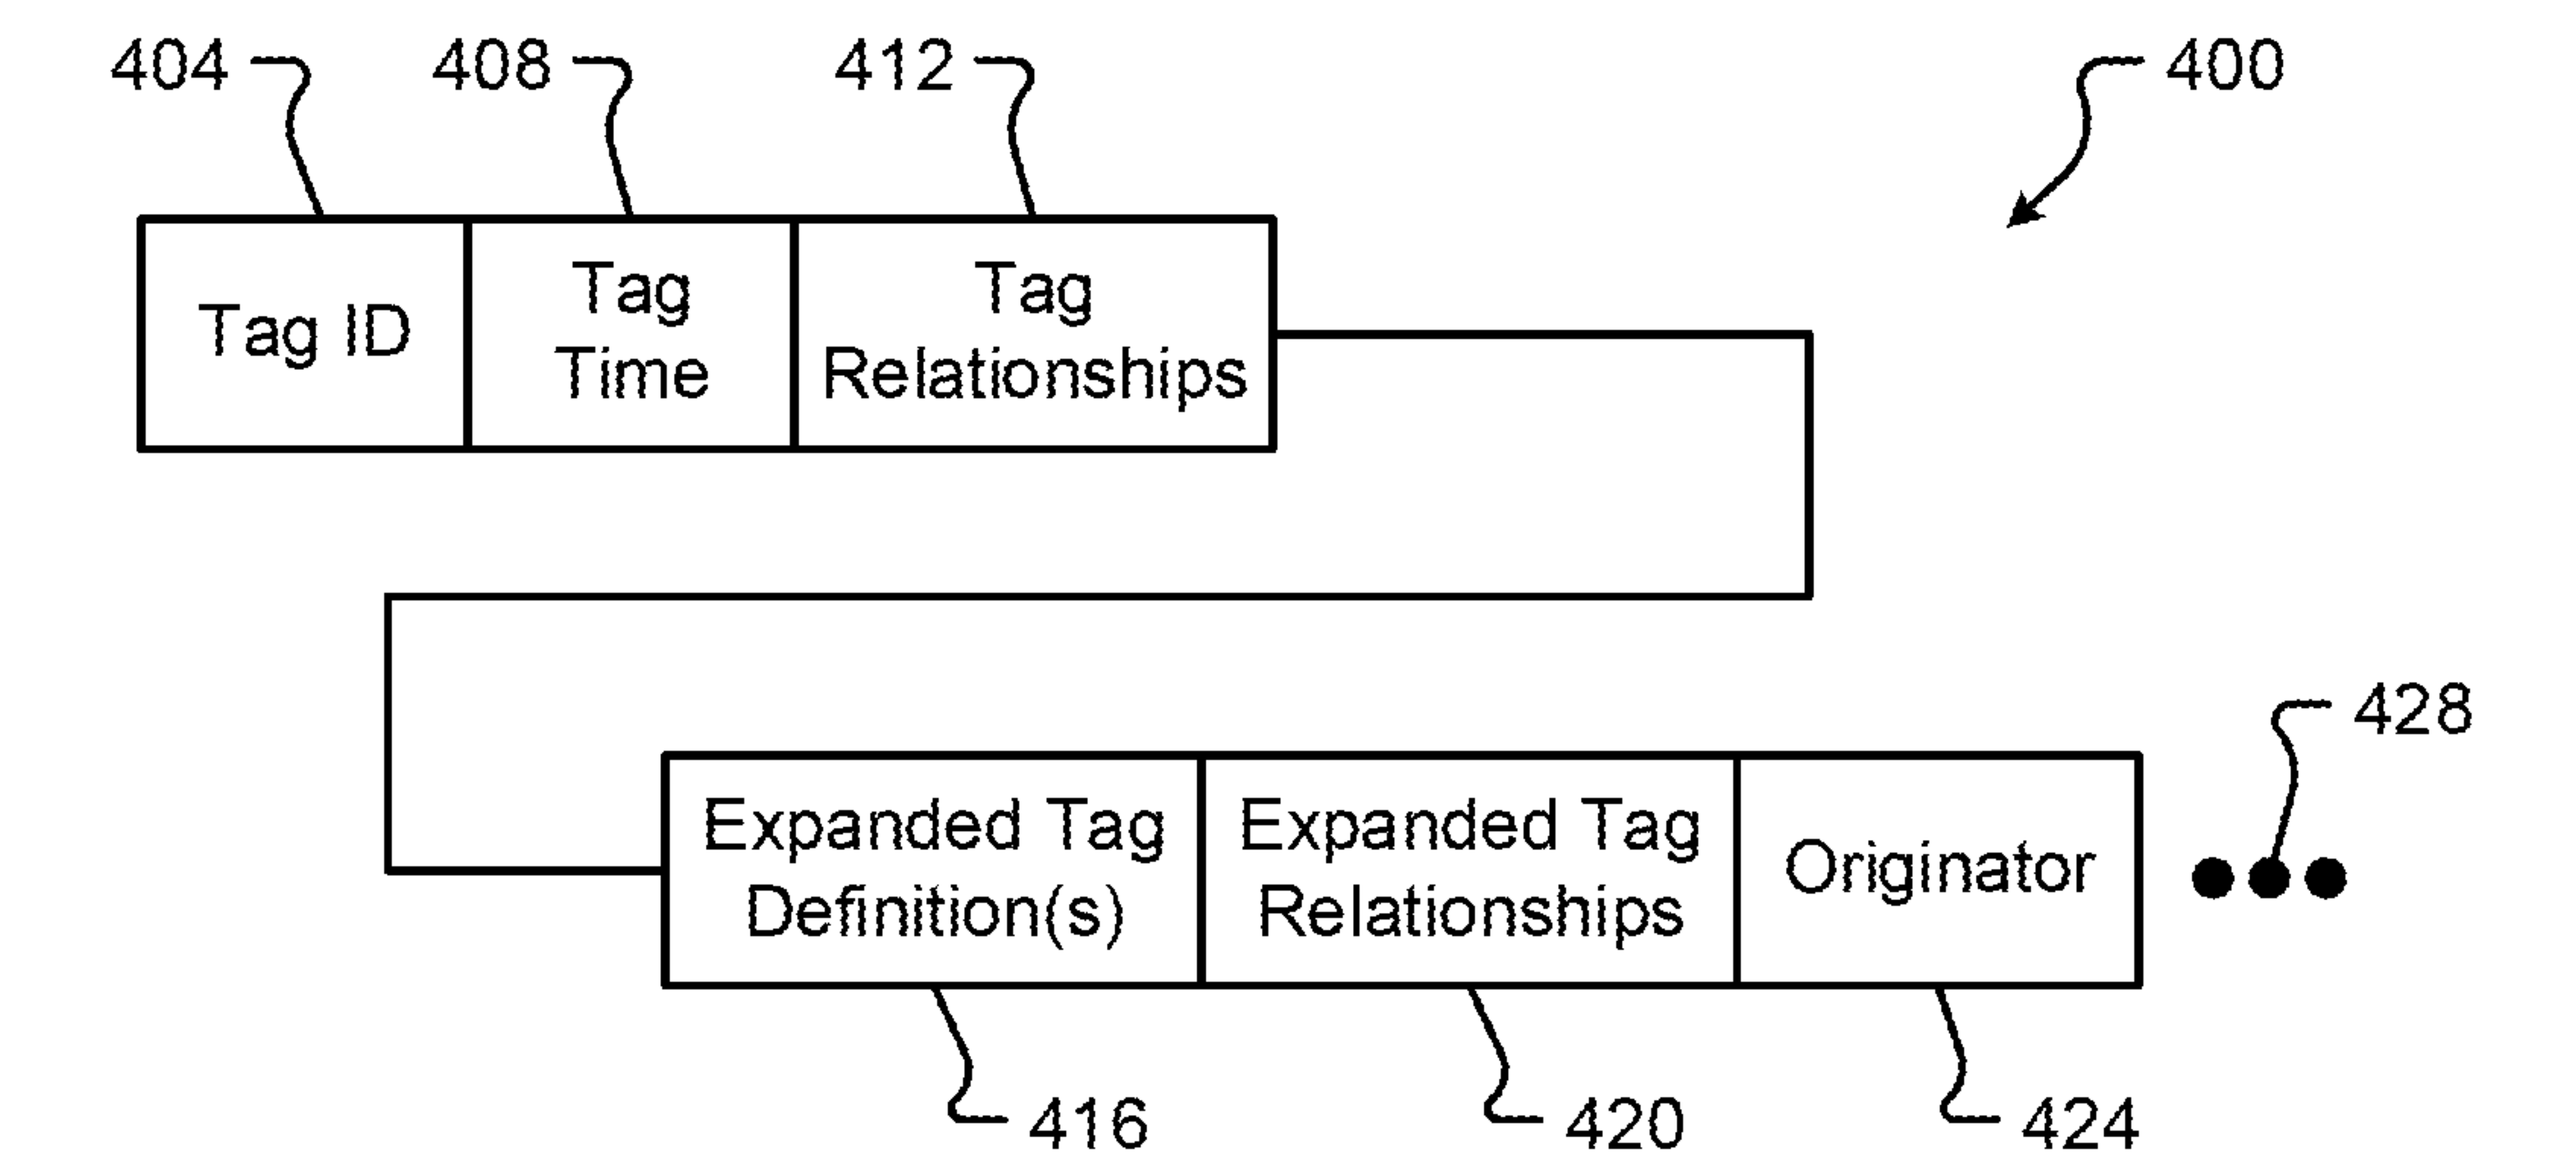 404 408 412 400
Tag ID
Tag
Time
Tag
Relationships
428
Expanded Tag
Definition(s)
Expanded Tag
Relationships
Originator
416 420 424